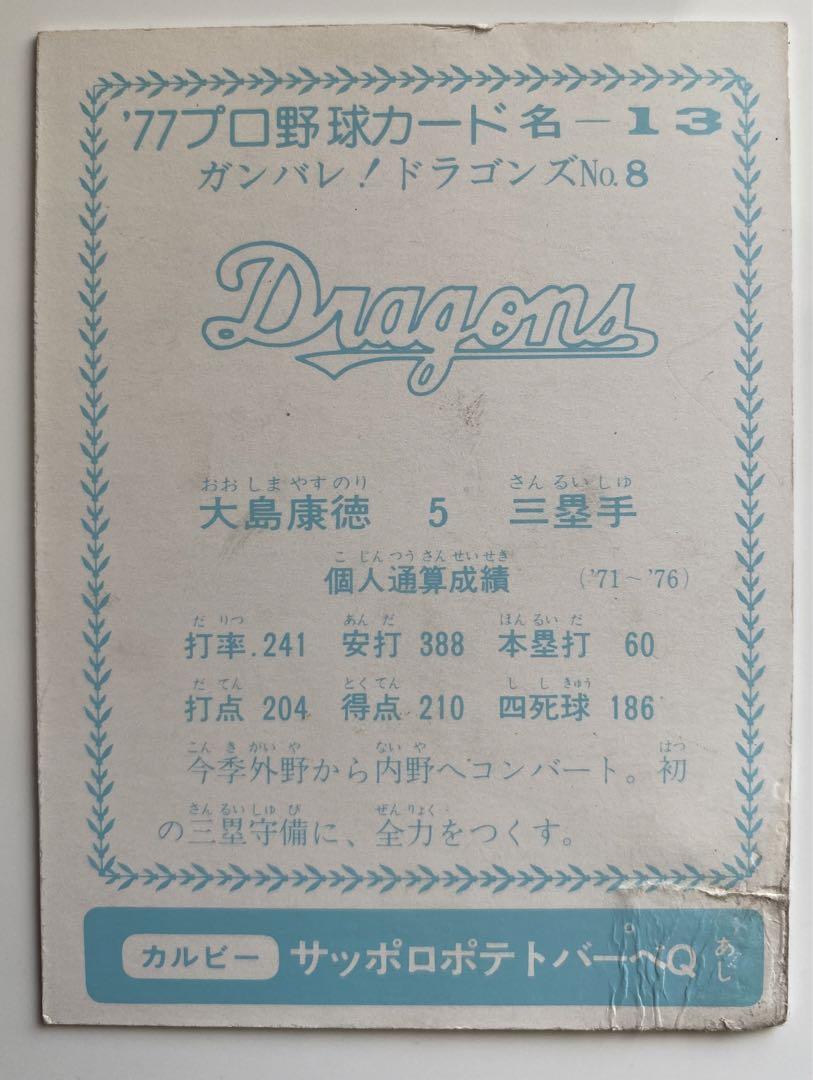 '77プロ野球カード 名－13
ガンバレ！ドラゴンズNo.8
Dragons
おおしまやすのり さんるいしゅ
大島康徳 5 三塁手
こじんつうさんせいせき
個人通算成績 ('71～'76)
だりつ あんだ ほんるいだ
打率.241 安打 388 本塁打 60
だてん とくてん ししきゅう
打点 204 得点 210 四死球 186
こんきがいや ないや はつ
今季外野から内野へコンバート。初
さんるいしゅび ぜんりょく
の三塁守備に、全力をつくす。
カルビー サッポロポテトバーベQ あじ